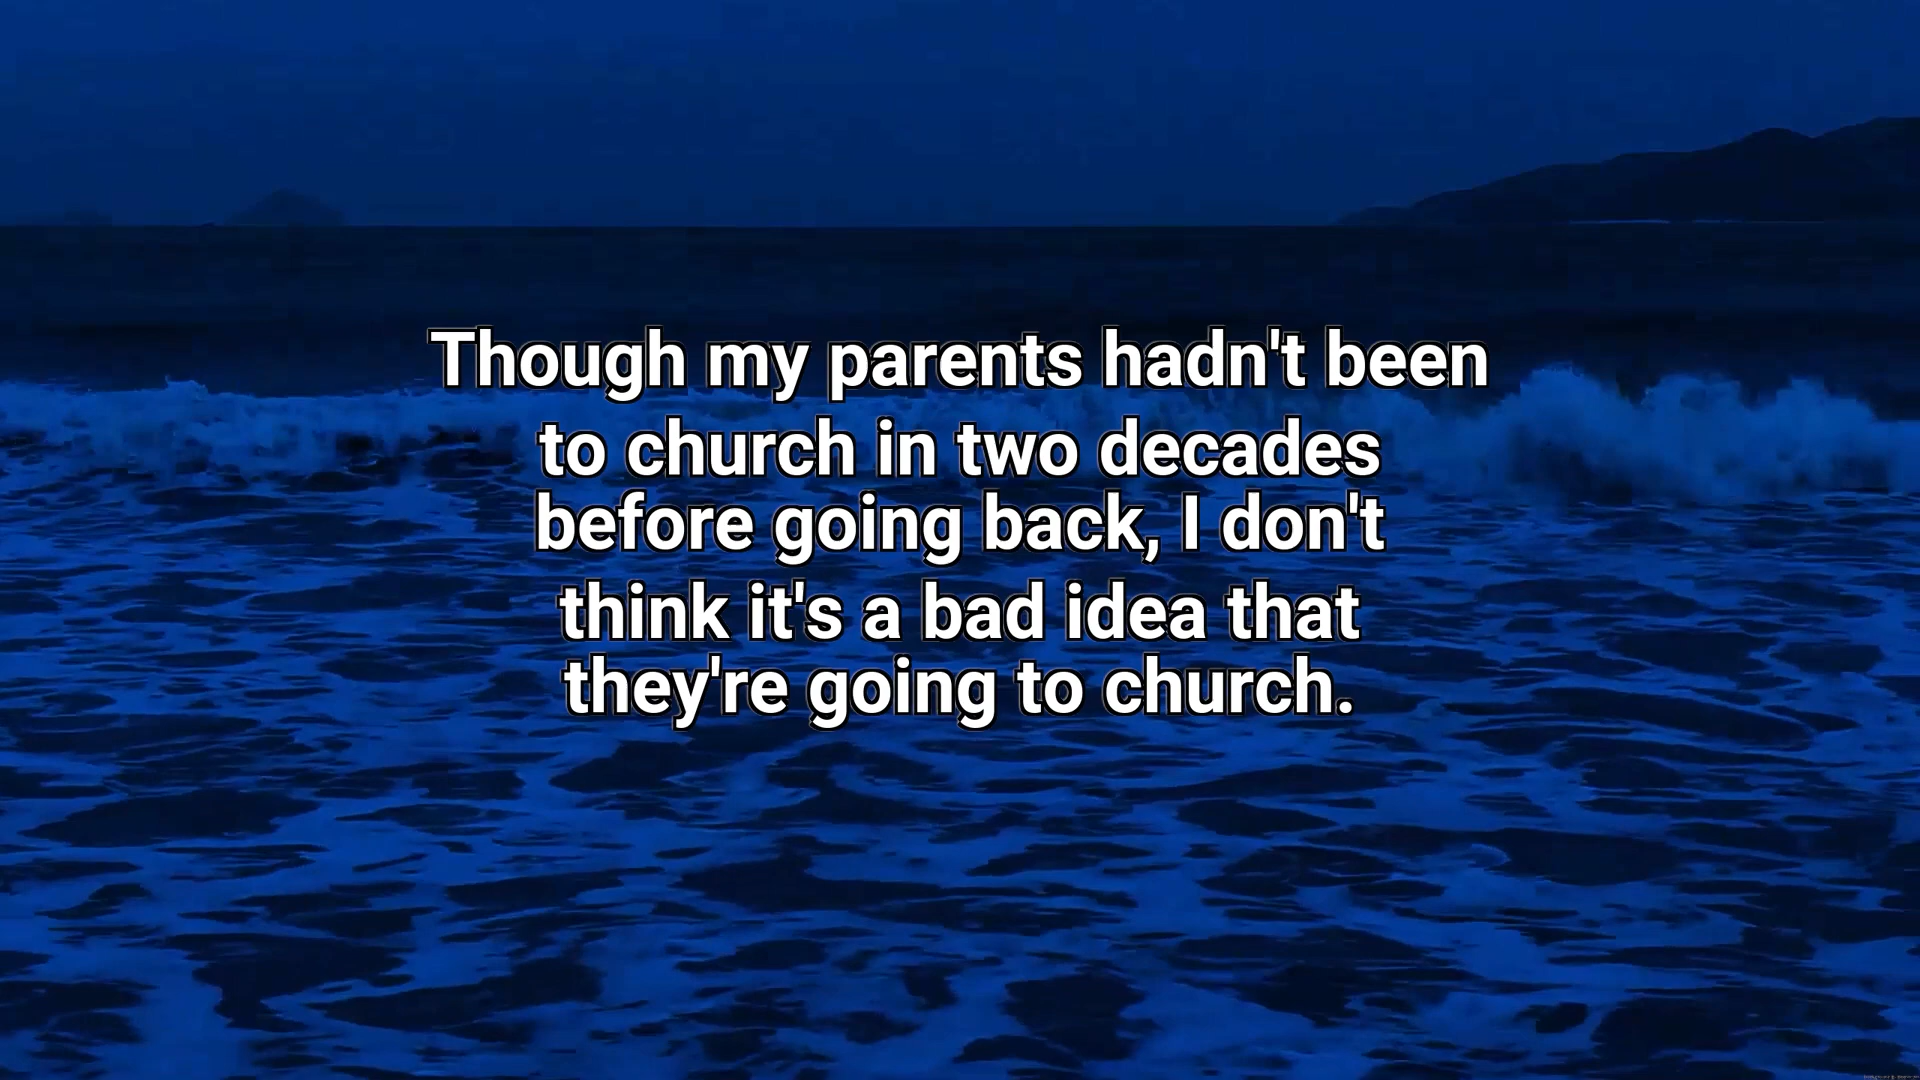 Though my parents hadn't been
to church in two decades
before going back, I don't
think it's a bad idea that
they're going to church.